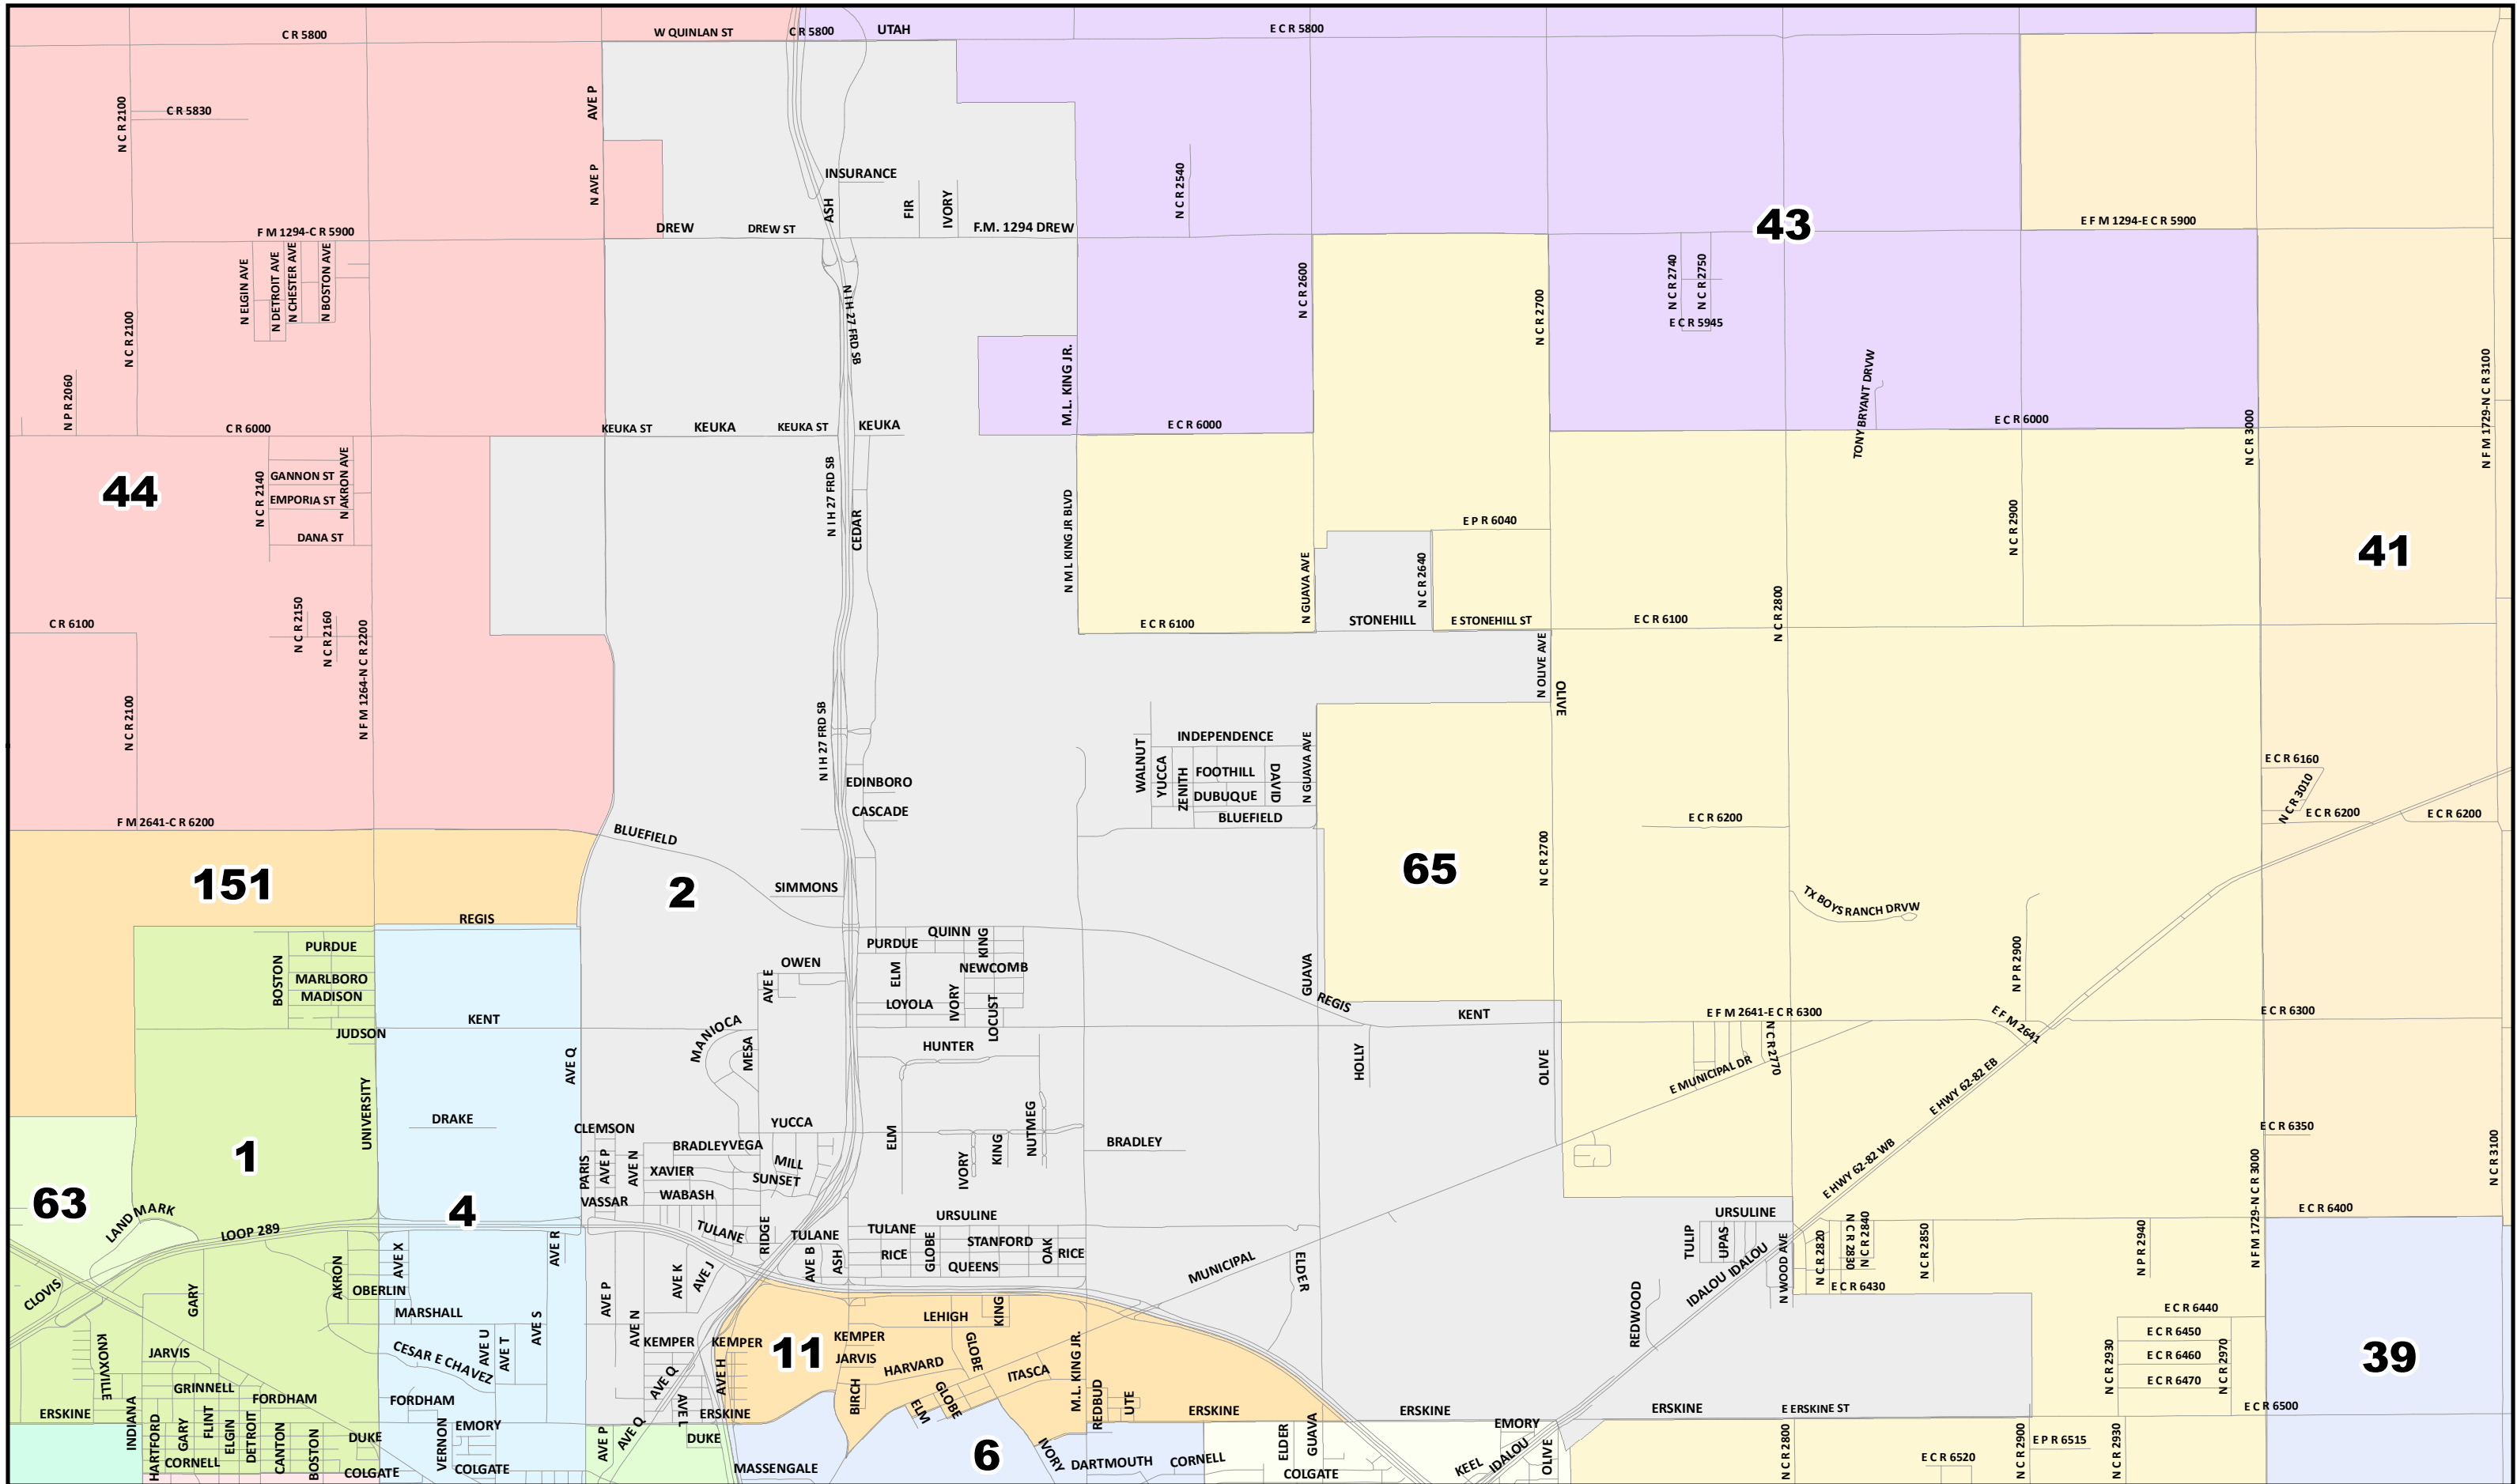 C R 5800
W QUINLAN ST
C R 5800
UTAH
E C R 5800
N C R 2100
C R 5830
AVE P
N AVE P
INSURANCE
ASH
FIR
IVORY
N C R 2540
43
E F M 1294-E C R 5900
F M 1294-C R 5900
DREW
DREW ST
F.M. 1294 DREW
N ELGIN AVE
N DETROIT AVE
N CHESTER AVE
N BOSTON AVE
N C R 2100
N I H 27 FRD SB
N C R 2600
N C R 2700
N C R 2740
N C R 2750
E C R 5945
N P R 2060
M.L. KING JR.
TONY BRYANT DRVW
N F M 1729-N C R 3100
C R 6000
KEUKA ST
KEUKA
KEUKA ST
KEUKA
E C R 6000
E C R 6000
N C R 3000
44
N C R 2140
GANNON ST
EMPORIA ST
N AKRON AVE
DANA ST
N I H 27 FRD SB
CEDAR
N M L KING JR BLVD
E P R 6040
N C R 2900
41
N GUAVA AVE
N C R 2640
N C R 2800
C R 6100
N C R 2150
N C R 2160
N F M 1264-N C R 2200
E C R 6100
STONEHILL
E STONEHILL ST
E C R 6100
N OLIVE AVE
OLIVE
N C R 2100
N I H 27 FRD SB
WALNUT
INDEPENDENCE
YUCCA
ZENITH
FOOTHILL
DAVID
DUBUQUE
N GUAVA AVE
BLUEFIELD
EDINBORO
CASCADE
E C R 6160
N C R 3010
E C R 6200
E C R 6200
F M 2641-C R 6200
BLUEFIELD
E C R 6200
N C R 2700
151
2
65
SIMMONS
TX BOYS RANCH DRVW
REGIS
PURDUE
BOSTON
MARLBORO
MADISON
JUDSON
KENT
QUINN
PURDUE
KING
ELM
NEWCOMB
OWEN
AVE E
LOYOLA
IVORY
LOCUST
GUAVA
REGIS
KENT
E F M 2641-E C R 6300
N P R 2900
E F M 2641
E C R 6300
MANIOCA
MESA
HUNTER
AVE Q
HOLLY
OLIVE
N C R 2770
E MUNICIPAL DR
E HWY 62-82 EB
UNIVERSITY
DRAKE
1
63
4
CLEMSON
PARIS
AVE P
AVE N
BRADLEY
VEGA
YUCCA
XAVIER
MILL
SUNSET
WABASH
VASSAR
ELM
IVORY
KING
NUTMEG
BRADLEY
E C R 6350
E HWY 62-82 WB
N F M 1729-N C R 3000
N C R 3100
E C R 6400
LAND MARK
LOOP 289
CLOVIS
TULANE
RIDGE
TULANE
URSULINE
TULANE
STANFORD
RICE
GLOBE
QUEENS
OAK
RICE
AVE B
ASH
AVE R
AVE X
AKRON
OBERLIN
GARY
MARSHALL
AVE K
AVE J
AVE P
AVE N
MUNICIPAL
ELDER
REDWOOD
TULIP
UPAS
URSULINE
IDALOU
IDALOU
N WOOD AVE
N C R 2820
N C R 2830
N C R 2840
N C R 2850
E C R 6430
N P R 2940
E C R 6440
E C R 6450
E C R 6460
E C R 6470
N C R 2930
N C R 2970
39
KNOXVILLE
JARVIS
GRINNELL
FORDHAM
CESAR E CHAVEZ
AVE U
AVE T
AVE S
FORDHAM
KEMPER
KEMPER
11
LEHIGH
KING
KEMPER
JARVIS
HARVARD
GLOBE
ITASCA
BIRCH
ELM
GLOBE
M.L. KING JR.
REDBUD
UTE
AVE Q
AVE H
AVE L
ERSKINE
ERSKINE
ERSKINE
ERSKINE
ERSKINE
E ERSKINE ST
E C R 6500
INDIANA
HARTFORD
GARY
FLINT
ELGIN
DETROIT
CANTON
BOSTON
CORNELL
DUKE
VERNON
EMORY
COLGATE
COLGATE
AVE P
AVE Q
DUKE
MASSENGALE
6
IVORY
DARTMOUTH
CORNELL
ELDER
GUAVA
COLGATE
EMORY
KEEL
IDALOU
OLIVE
N C R 2800
E C R 6520
N C R 2900
E P R 6515
N C R 2930